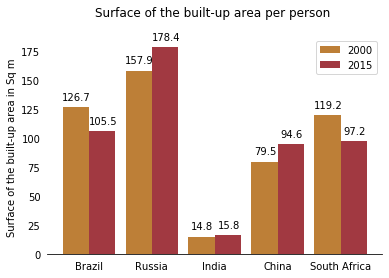 Surface of the built-up area per person
Surface of the built-up area in Sq m
175
150
125
100
75
50
25
0
2000
2015
126.7
105.5
157.9
178.4
14.8
15.8
79.5
94.6
119.2
97.2
Brazil
Russia
India
China
South Africa